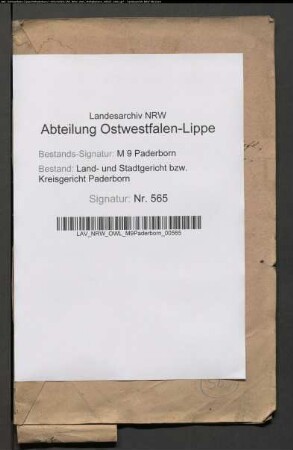 Landesarchiv NRW
Abteilung Ostwestfalen-Lippe
Bestands-Signatur: M 9 Paderborn
Bestand: Land- und Stadtgericht bzw.
Kreisgericht Paderborn
Signatur: Nr. 565
LAV_NRW_OWL_M9Paderborn_00565